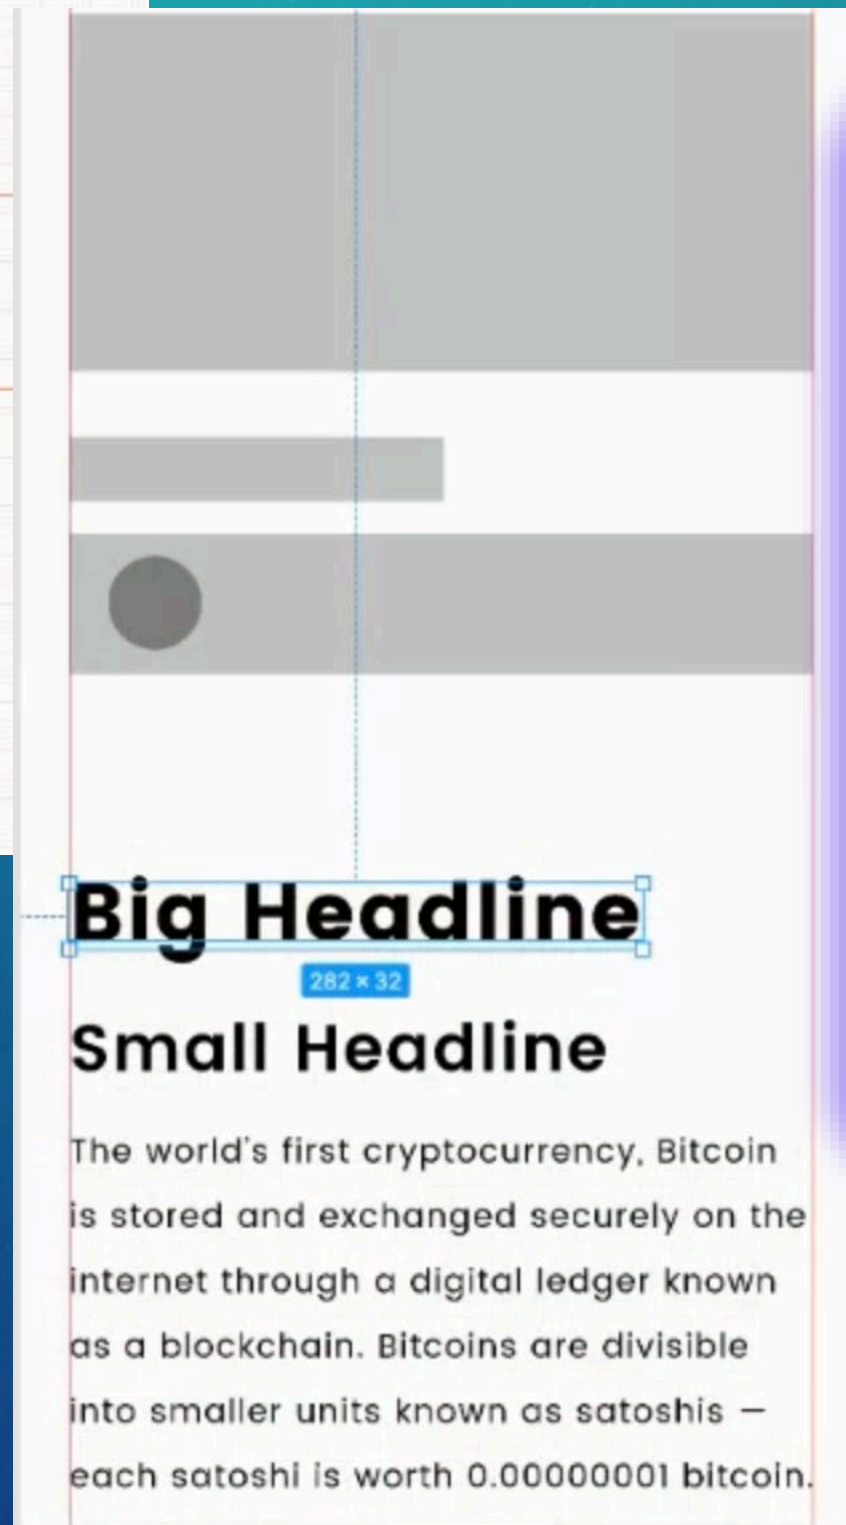 Big Headline
282 × 32
Small Headline
The world's first cryptocurrency, Bitcoin
is stored and exchanged securely on the
internet through a digital ledger known
as a blockchain. Bitcoins are divisible
into smaller units known as satoshis —
each satoshi is worth 0.00000001 bitcoin.